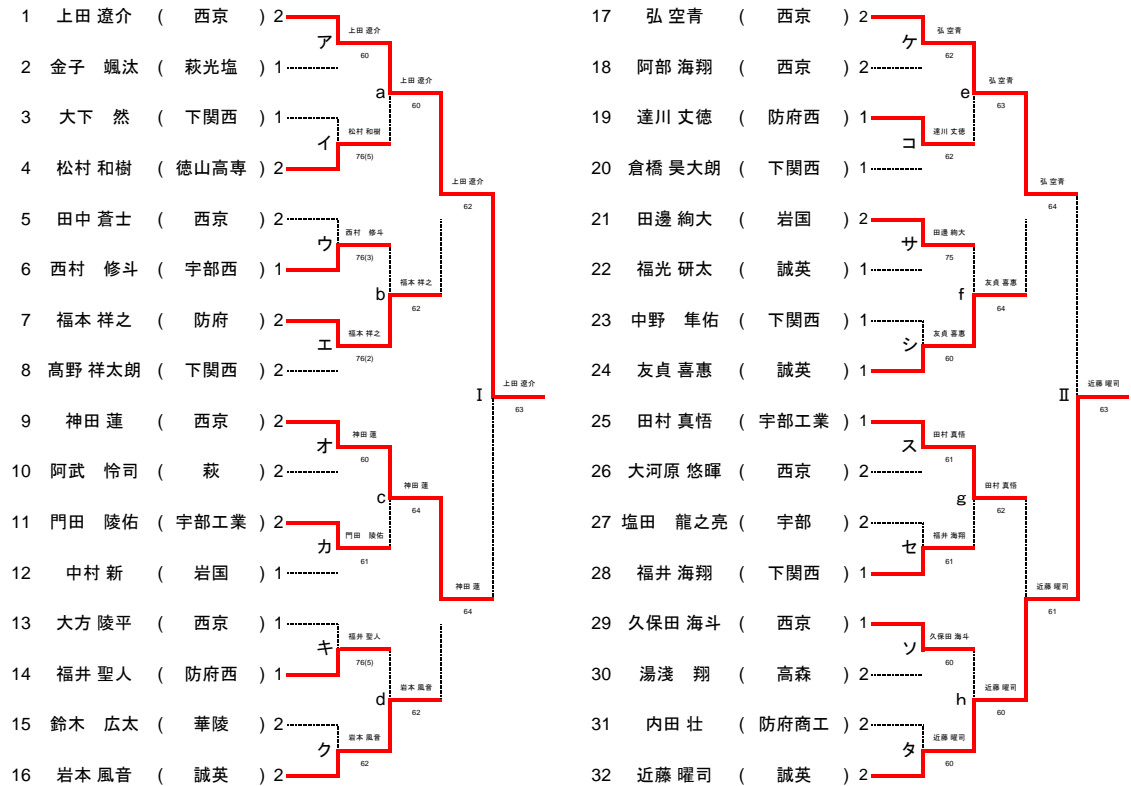 1 上田 遼介 ( 西京 ) 2
2 金子 颯汰 ( 萩光塩 ) 1
3 大下 然 ( 下関西 ) 1
4 松村 和樹 ( 徳山高専 ) 2
5 田中 蒼士 ( 西京 ) 2
6 西村 修斗 ( 宇部西 ) 1
7 福本 祥之 ( 防府 ) 2
8 髙野 祥太朗 ( 下関西 ) 2
9 神田 蓮 ( 西京 ) 2
10 阿武 怜司 ( 萩 ) 2
11 門田 陵佑 ( 宇部工業 ) 2
12 中村 新 ( 岩国 ) 1
13 大方 陵平 ( 西京 ) 1
14 福井 聖人 ( 防府西 ) 1
15 鈴木 広太 ( 華陵 ) 2
16 岩本 風音 ( 誠英 ) 2
ア 上田 遼介
60
イ 松村 和樹
76(5)
ウ 西村 修斗
76(3)
エ 福本 祥之
76(2)
オ 神田 蓮
60
カ 門田 陵佑
61
キ 福井 聖人
76(5)
ク 岩本 風音
62
a 上田 遼介
60
b 福本 祥之
62
c 神田 蓮
64
d 岩本 風音
62
上田 遼介
62
神田 蓮
64
Ⅰ 上田 遼介
63
17 弘 空青 ( 西京 ) 2
18 阿部 海翔 ( 西京 ) 2
19 達川 丈徳 ( 防府西 ) 1
20 倉橋 昊大朗 ( 下関西 ) 1
21 田邊 絢大 ( 岩国 ) 2
22 福光 研太 ( 誠英 ) 1
23 中野 隼佑 ( 下関西 ) 1
24 友貞 喜惠 ( 誠英 ) 1
25 田村 真悟 ( 宇部工業 ) 1
26 大河原 悠暉 ( 西京 ) 2
27 塩田 龍之亮 ( 宇部 ) 2
28 福井 海翔 ( 下関西 ) 1
29 久保田 海斗 ( 西京 ) 1
30 湯淺 翔 ( 高森 ) 2
31 内田 壮 ( 防府商工 ) 2
32 近藤 曜司 ( 誠英 ) 2
ケ 弘 空青
62
コ 達川 丈徳
62
サ 田邊 絢大
75
シ 友貞 喜惠
60
ス 田村 真悟
61
セ 福井 海翔
61
ソ 久保田 海斗
60
タ 近藤 曜司
60
e 弘 空青
63
f 友貞 喜惠
64
g 田村 真悟
62
h 近藤 曜司
60
弘 空青
64
近藤 曜司
61
Ⅱ 近藤 曜司
63